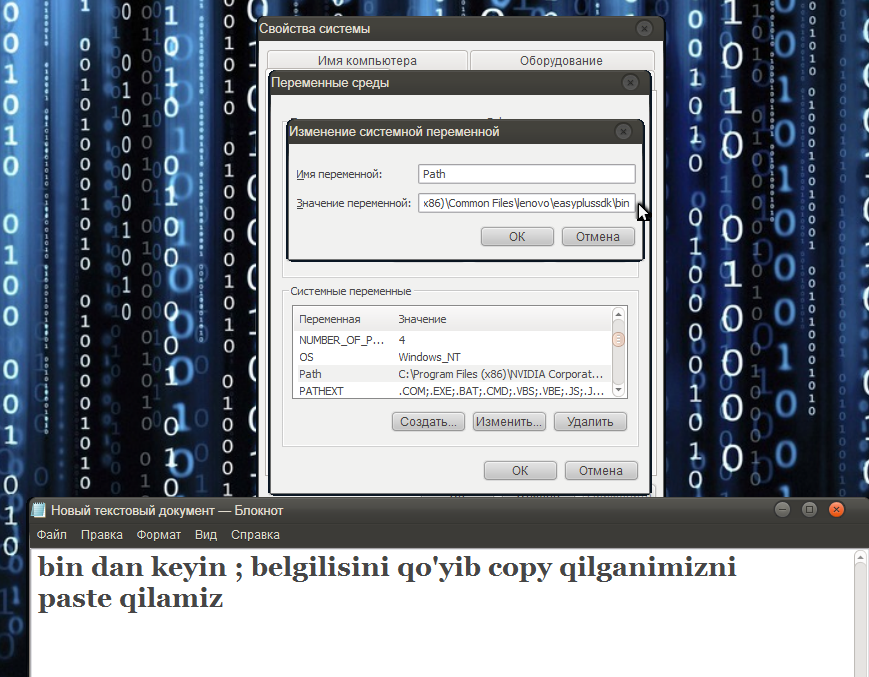 Свойства системы
Имя компьютера
Оборудование
Переменные среды
Изменение системной переменной
Имя переменной:
Path
Значение переменной:
x86)\Common Files\lenovo\easyplussdk\bin
ОК
Отмена
Системные переменные
Переменная Значение
NUMBER_OF_P... 4
OS Windows_NT
Path C:\Program Files (x86)\NVIDIA Corporat...
PATHEXT .COM;.EXE;.BAT;.CMD;.VBS;.VBE;.JS;.J...
Создать...
Изменить...
Удалить
ОК
Отмена
Новый текстовый документ — Блокнот
Файл Правка Формат Вид Справка
bin dan keyin ; belgilisini qo'yib copy qilganimizni
paste qilamiz